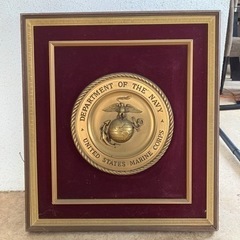 DEPARTMENT OF THE NAVY
UNITED STATES MARINE CORPS